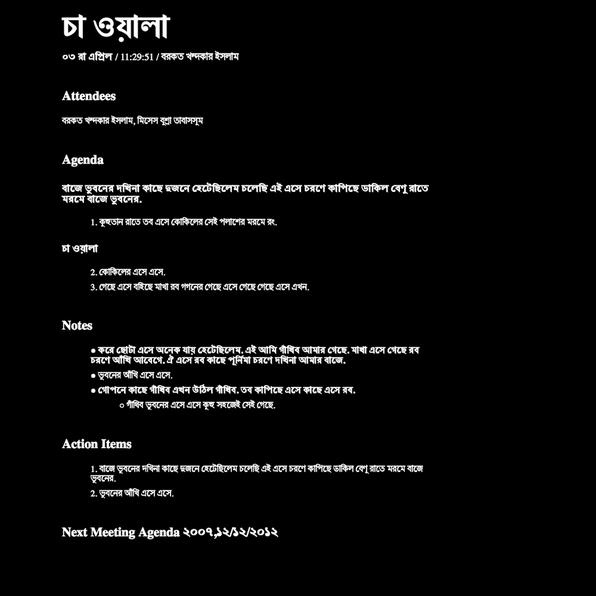 চা ওয়ালা
০৩ রা এপ্রিল / 11:29:51 / বরকত খন্দকার ইসলাম
Attendees
বরকত খন্দকার ইসলাম, মিসেস বুশ্রা তাবাসসুম
Agenda
বাজে ভুবনের দখিনা কাছে দুজনে হেটেছিলেম চলেছি এই এসে চরণে কাপিছে ডাকিল বেণু রাতে
মরমে বাজে ভুবনের.
1. কূহুতান রাতে তব এসে কোকিলের সেই পলাশের মরমে রং.
চা ওয়ালা
2. কোকিলের এসে এসে.
3. গেছে এসে বহিছে মাখা রব গগনের গেছে এসে গেছে গেছে এসে এখন.
Notes
● করে ছোটা এসে অনেক যায় হেটেছিলেম. এই আমি গাঁথিব আমার গেছে. মাখা এসে গেছে রব
চরণে আঁখি আবেগে. ঐ এসে রব কাছে পূর্নিমা চরণে দখিনা আমার বাজে.
● ভুবনের আঁখি এসে এসে.
● গোপনে কাছে গাঁথিব এখন উঠিল গাঁথিব. তব কাপিছে এসে কাছে এসে রব.
○ গাঁথিব ভুবনের এসে এসে কূহু সহজেই সেই গেছে.
Action Items
1. বাজে ভুবনের দখিনা কাছে দুজনে হেটেছিলেম চলেছি এই এসে চরণে কাপিছে ডাকিল বেণু রাতে মরমে বাজে
ভুবনের.
2. ভুবনের আঁখি এসে এসে.
Next Meeting Agenda ২০০৭,১২/১২/২০১২